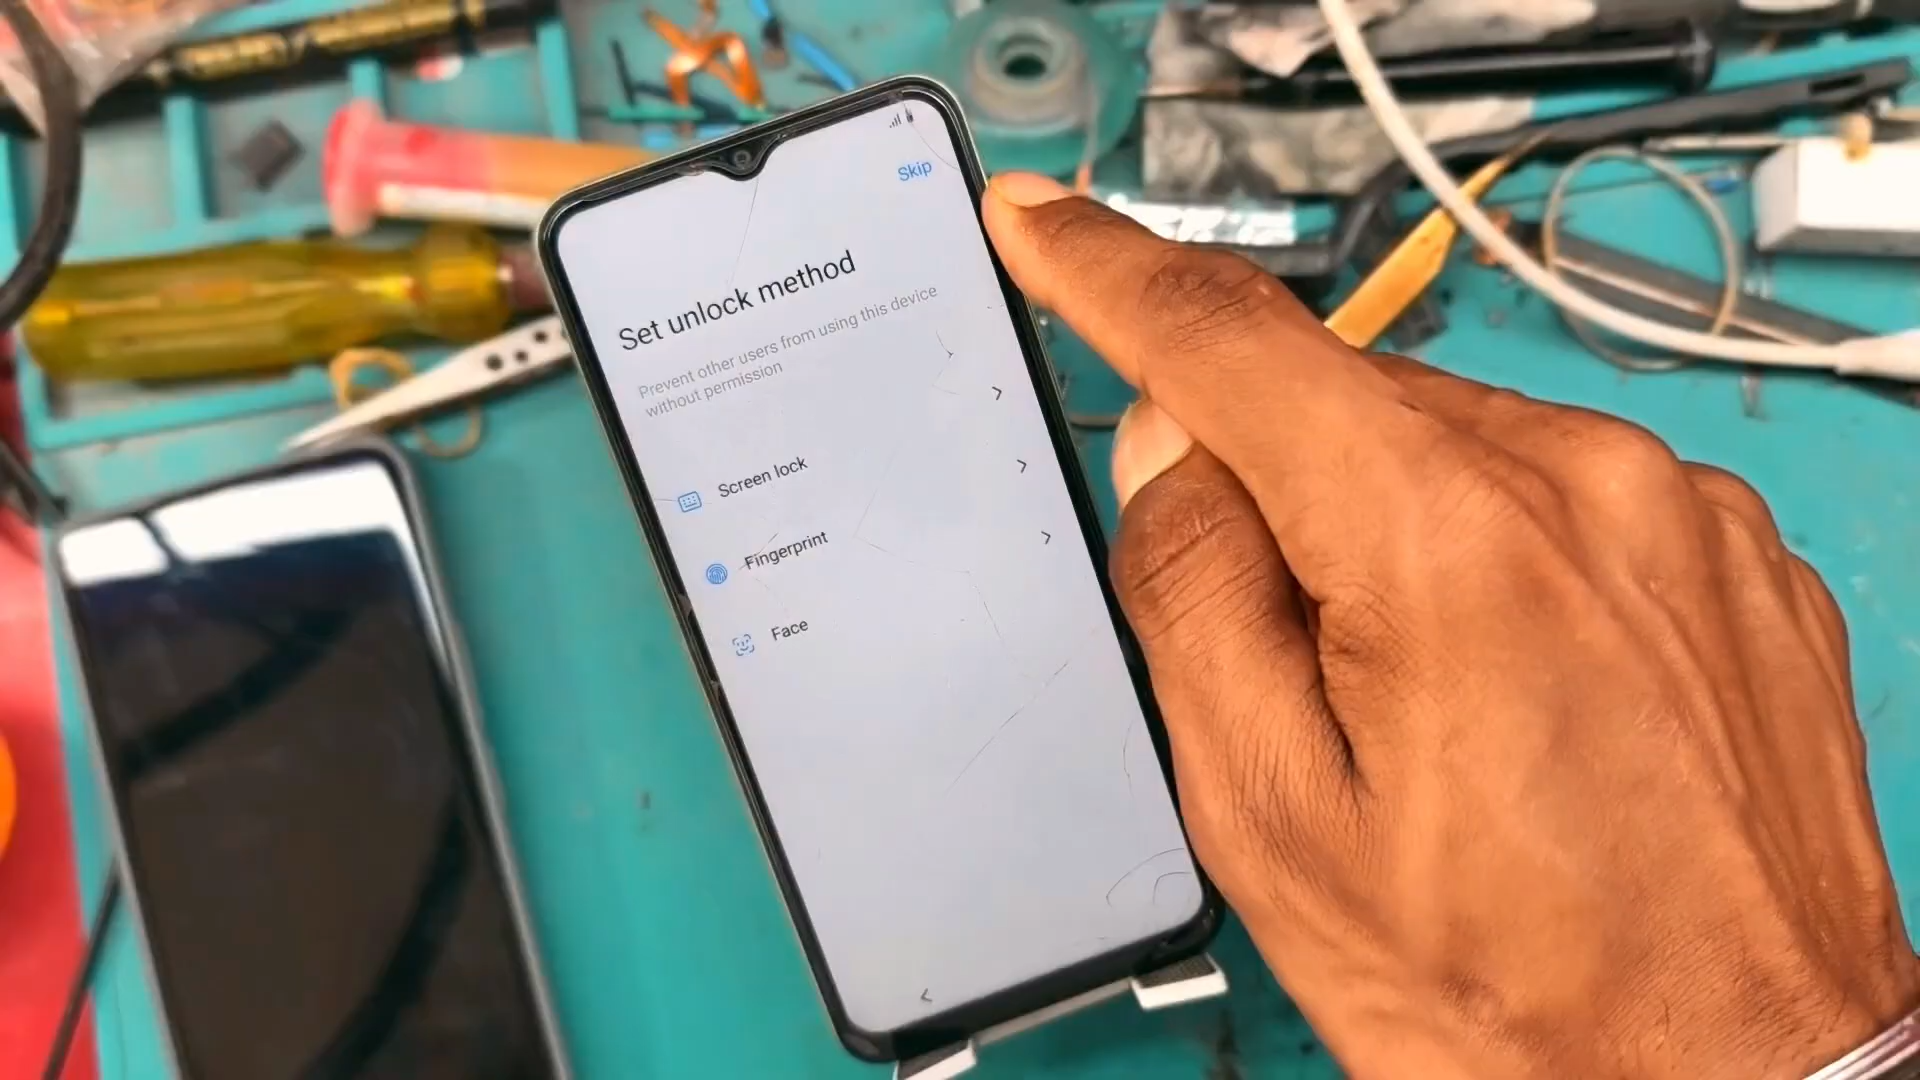 Skip
Set unlock method
Prevent other users from using this device
without permission
Screen lock
Fingerprint
Face